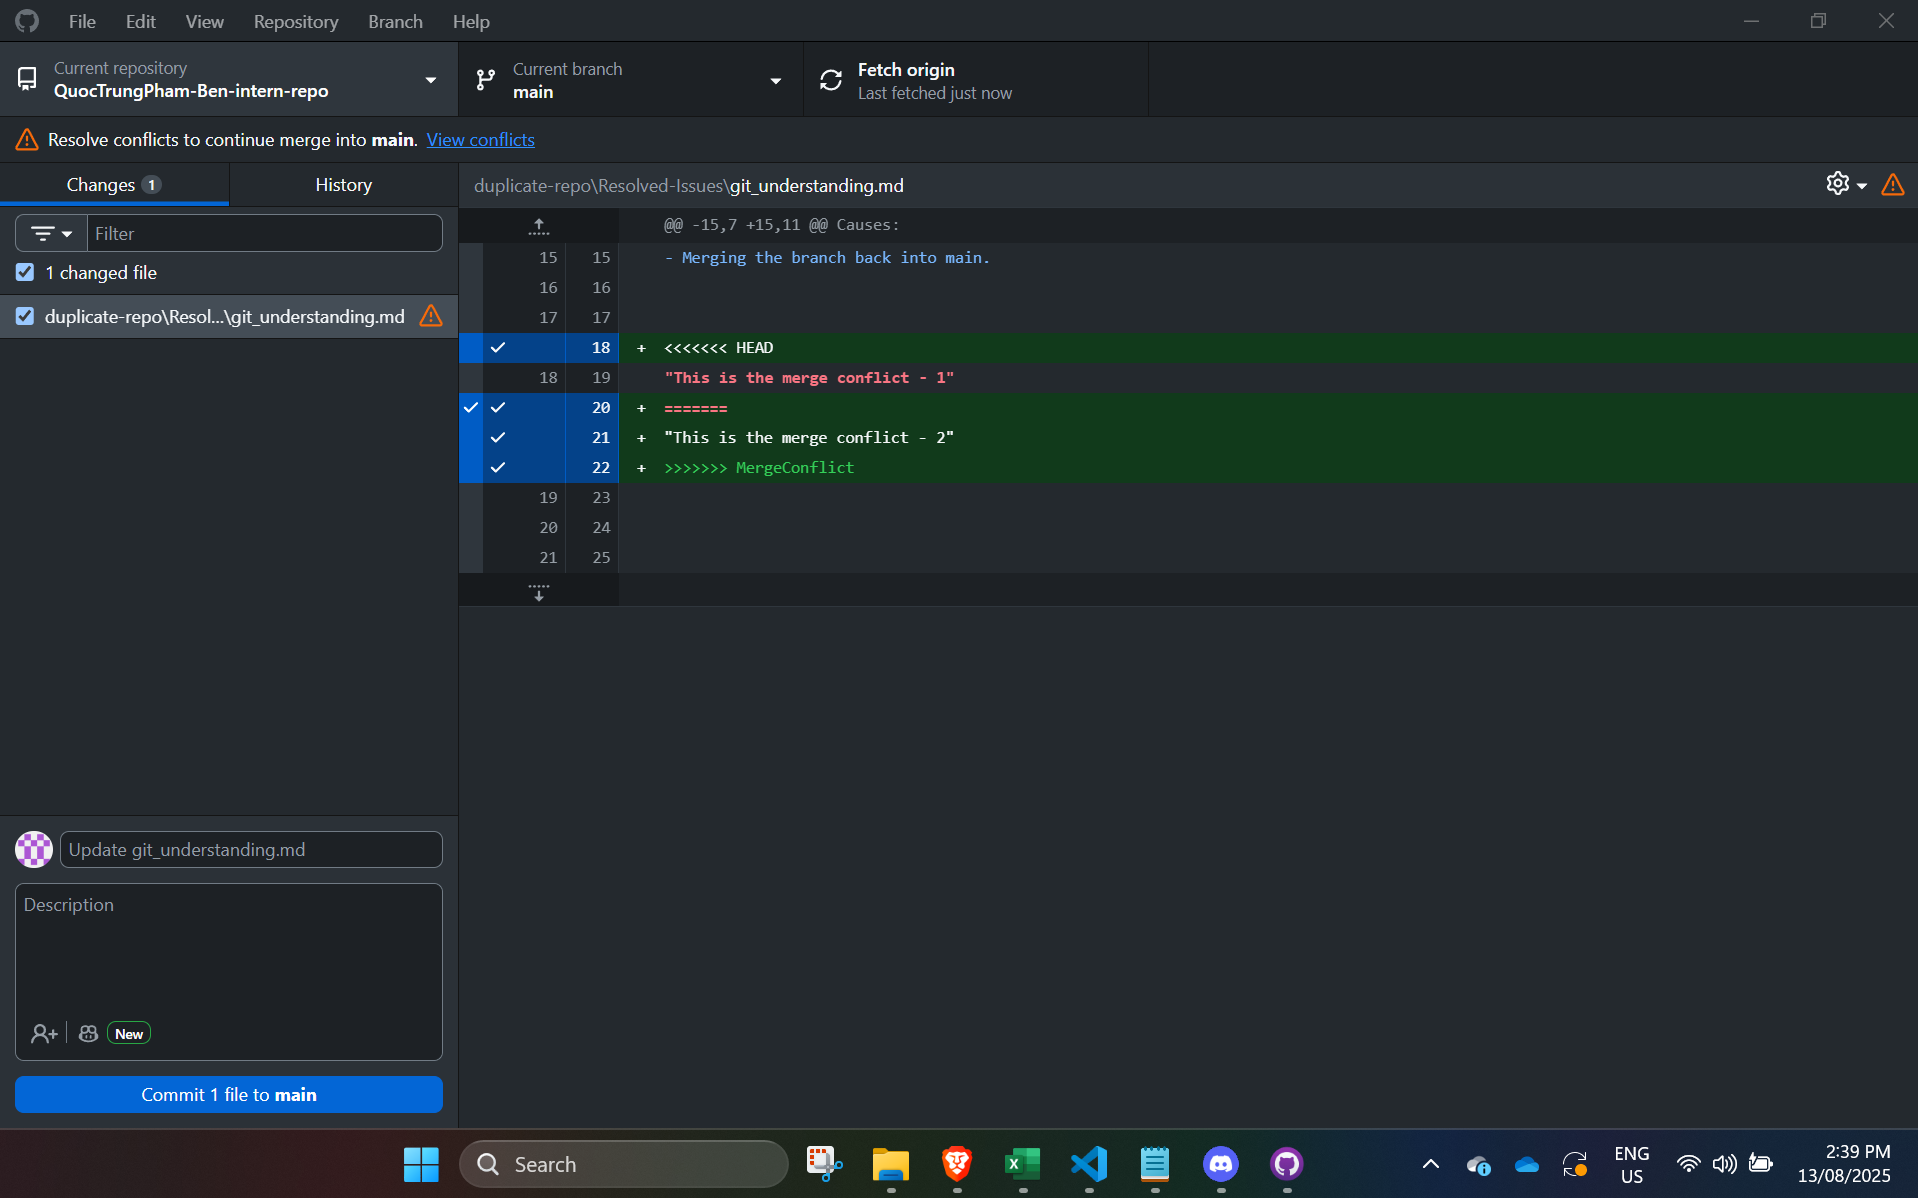 File Edit View Repository Branch Help
Current repository
QuocTrungPham-Ben-intern-repo
Current branch
main
Fetch origin
Last fetched just now
Resolve conflicts to continue merge into main. View conflicts
Changes 1
History
duplicate-repo\Resolved-Issues\git_understanding.md
Filter
1 changed file
duplicate-repo\Resol...\git_understanding.md
@@ -15,7 +15,11 @@ Causes:
15 15 - Merging the branch back into main.
16 16
17 17
18 + <<<<<<< HEAD
18 19 "This is the merge conflict - 1"
20 + =======
21 + "This is the merge conflict - 2"
22 + >>>>>>> MergeConflict
19 23
20 24
21 25
Update git_understanding.md
Description
New
Commit 1 file to main
Search
ENG
US
2:39 PM
13/08/2025